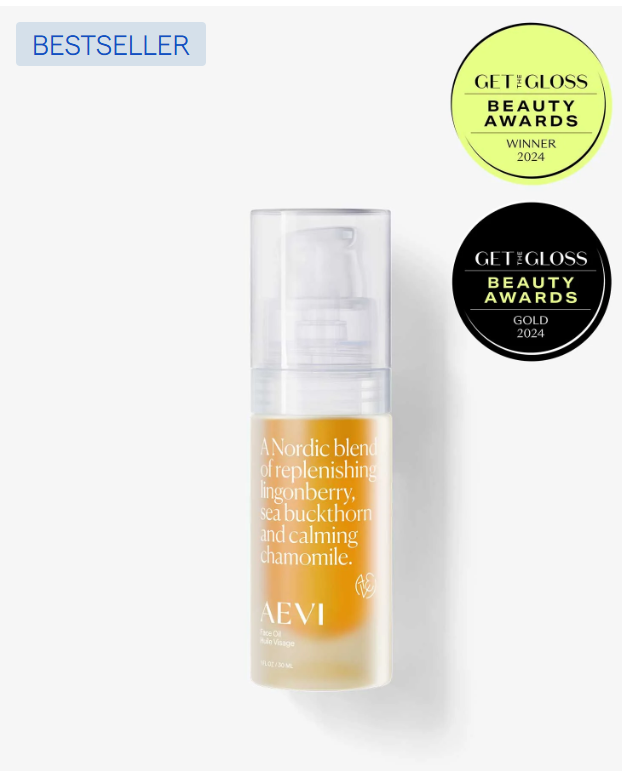 BESTSELLER
GET THE GLOSS
BEAUTY
AWARDS
WINNER
2024
GET THE GLOSS
BEAUTY
AWARDS
GOLD
2024
A Nordic blend
of replenishing
lingonberry,
sea buckthorn
and calming
chamomile.
AEVI
Face Oil
Huile Visage